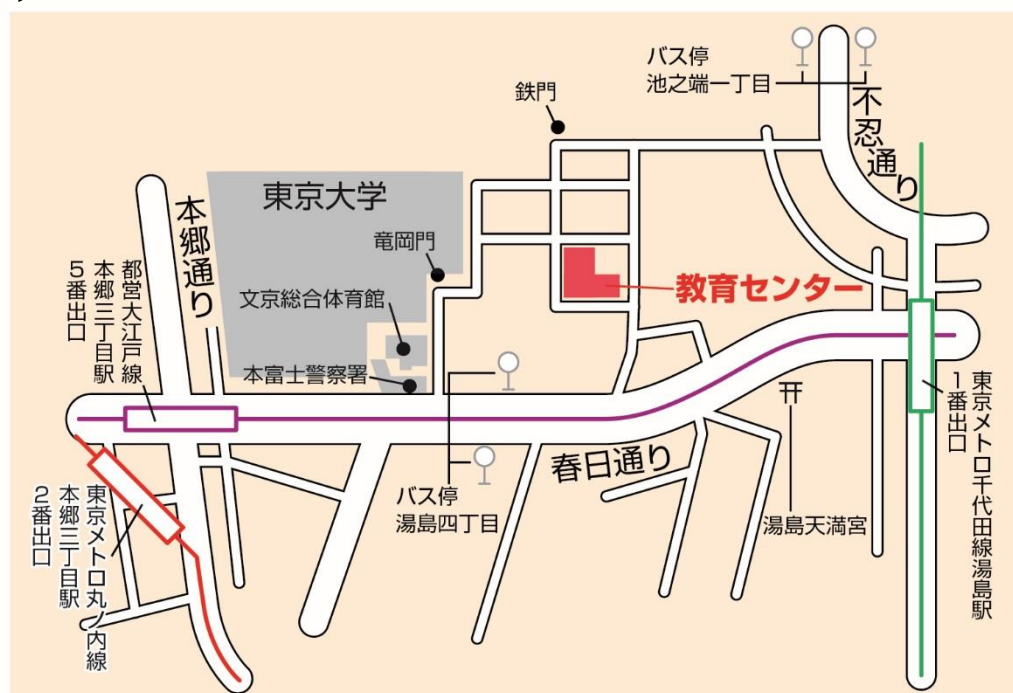 バス停
池之端一丁目
不忍通り
鉄門
東京大学
本郷通り
竜岡門
都営大江戸線
本郷三丁目駅
5番出口
文京総合体育館
教育センター
本富士警察署
東京メトロ千代田線湯島駅
1番出口
春日通り
バス停
湯島四丁目
湯島天満宮
東京メトロ丸ノ内線
本郷三丁目駅
2番出口